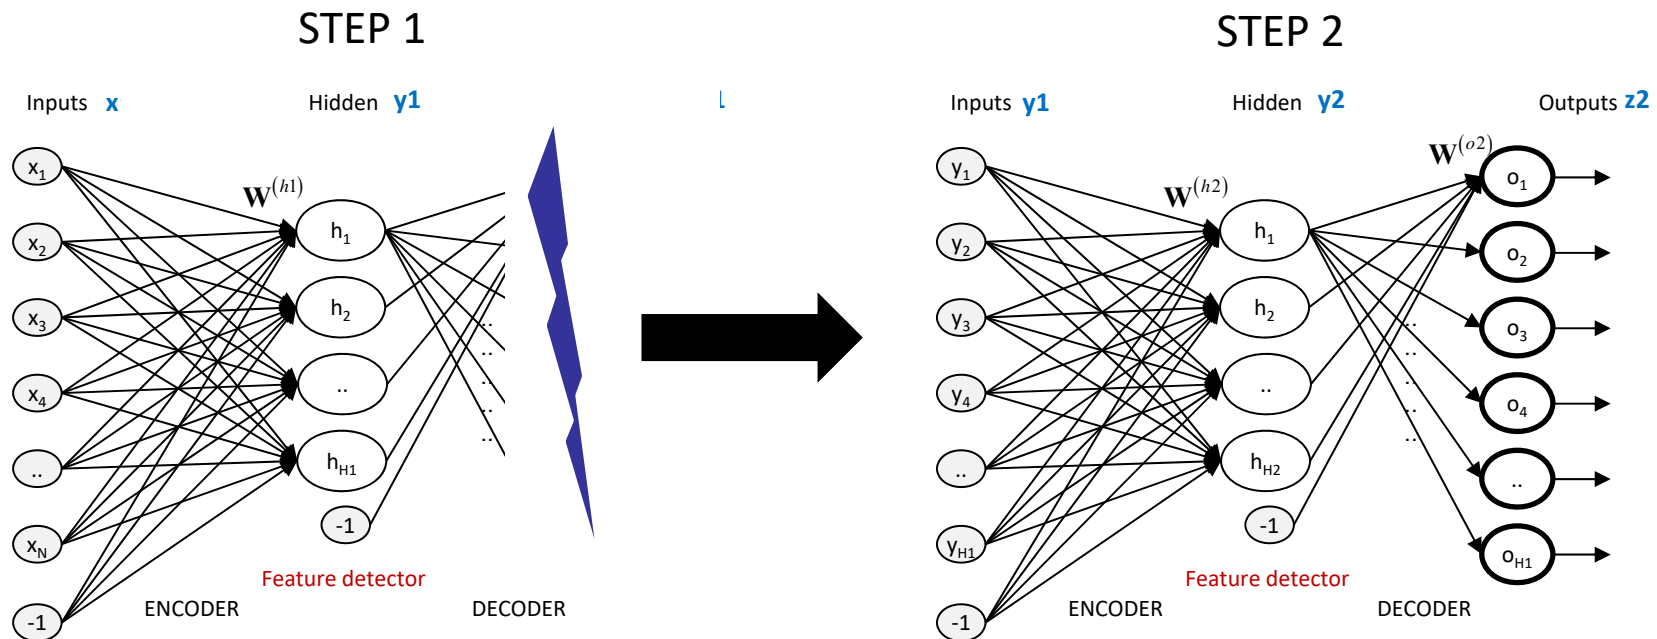 STEP 1
Inputs x
Hidden y1
W^(h1)
x1
x2
x3
x4
..
xN
-1
h1
h2
..
hH1
-1
..
..
..
..
..
Feature detector
ENCODER
DECODER
STEP 2
Inputs y1
Hidden y2
Outputs z2
W^(h2)
W^(o2)
y1
y2
y3
y4
..
yH1
-1
h1
h2
..
hH2
-1
..
..
..
..
..
o1
o2
o3
o4
..
oH1
Feature detector
ENCODER
DECODER